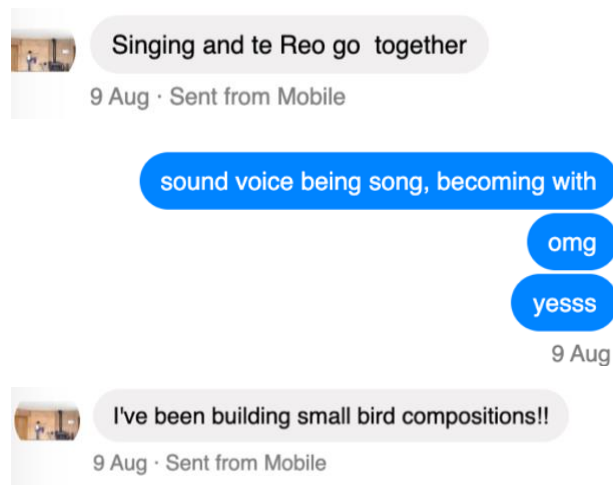 Singing and te Reo go  together
9 Aug · Sent from Mobile
sound voice being song, becoming with
omg
yesss
9 Aug
I've been building small bird compositions!!
9 Aug · Sent from Mobile